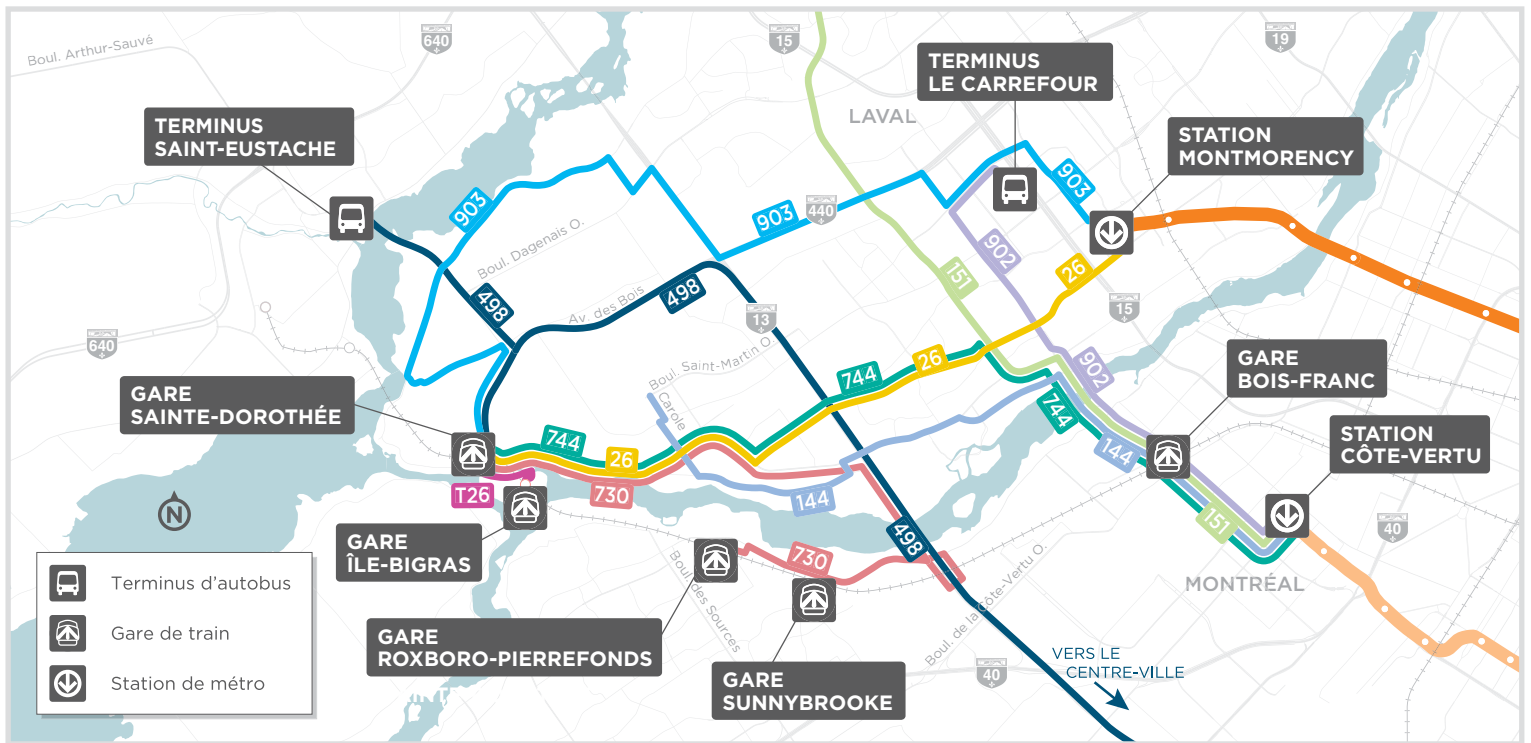 Boul. Arthur-Sauvé
640
15
19
TERMINUS
LE CARREFOUR
LAVAL
TERMINUS
SAINT-EUSTACHE
STATION
MONTMORENCY
903
903
903
440
Boul. Dagenais O.
902
26
151
498
498
Av. des Bois
13
15
640
Boul. Saint-Martin O.
Carole
744
26
902
GARE
BOIS-FRANC
GARE
SAINTE-DOROTHÉE
744
26
744
144
STATION
CÔTE-VERTU
T26
730
144
151
40
N
498
GARE
ÎLE-BIGRAS
730
Boul. des Sources
Boul. de la Côte-Vertu O.
MONTRÉAL
GARE
ROXBORO-PIERREFONDS
GARE
SUNNYBROOKE
40
VERS LE
CENTRE-VILLE
Terminus d'autobus
Gare de train
Station de métro